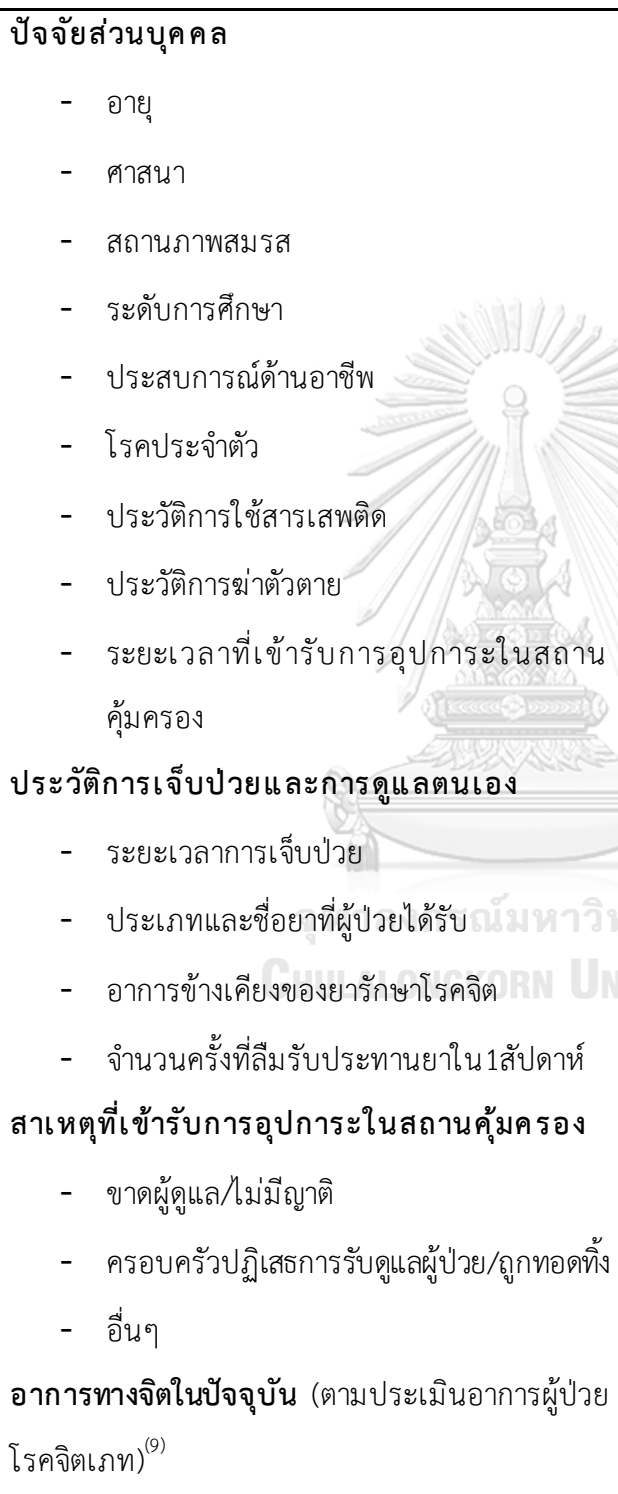 ปัจจัยส่วนบุคคล
- อายุ
- ศาสนา
- สถานภาพสมรส
- ระดับการศึกษา
- ประสบการณ์ด้านอาชีพ
- โรคประจำตัว
- ประวัติการใช้สารเสพติด
- ประวัติการฆ่าตัวตาย
- ระยะเวลาที่เข้ารับการอุปการะในสถาน
คุ้มครอง
ประวัติการเจ็บป่วยและการดูแลตนเอง
- ระยะเวลาการเจ็บป่วย
- ประเภทและชื่อยาที่ผู้ป่วยได้รับ
- อาการข้างเคียงของยารักษาโรคจิต
- จำนวนครั้งที่ลืมรับประทานยาใน1สัปดาห์
สาเหตุที่เข้ารับการอุปการะในสถานคุ้มครอง
- ขาดผู้ดูแล/ไม่มีญาติ
- ครอบครัวปฏิเสธการรับดูแลผู้ป่วย/ถูกทอดทิ้ง
- อื่นๆ
อาการทางจิตในปัจจุบัน (ตามประเมินอาการผู้ป่วย
โรคจิตเภท)(9)